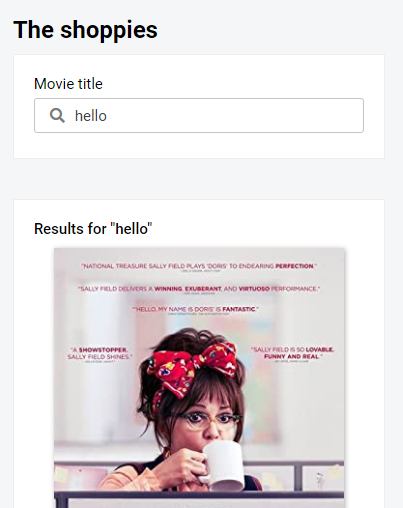 The shoppies
Movie title
hello
Results for "hello"
"NATIONAL TREASURE SALLY FIELD PLAYS 'DORIS' TO ENDEARING PERFECTION."
"SALLY FIELD DELIVERS A WINNING, EXUBERANT, AND VIRTUOSO PERFORMANCE."
"'HELLO, MY NAME IS DORIS' IS FANTASTIC."
"A SHOWSTOPPER.
SALLY FIELD SHINES."
"SALLY FIELD IS SO LOVABLE,
FUNNY AND REAL."